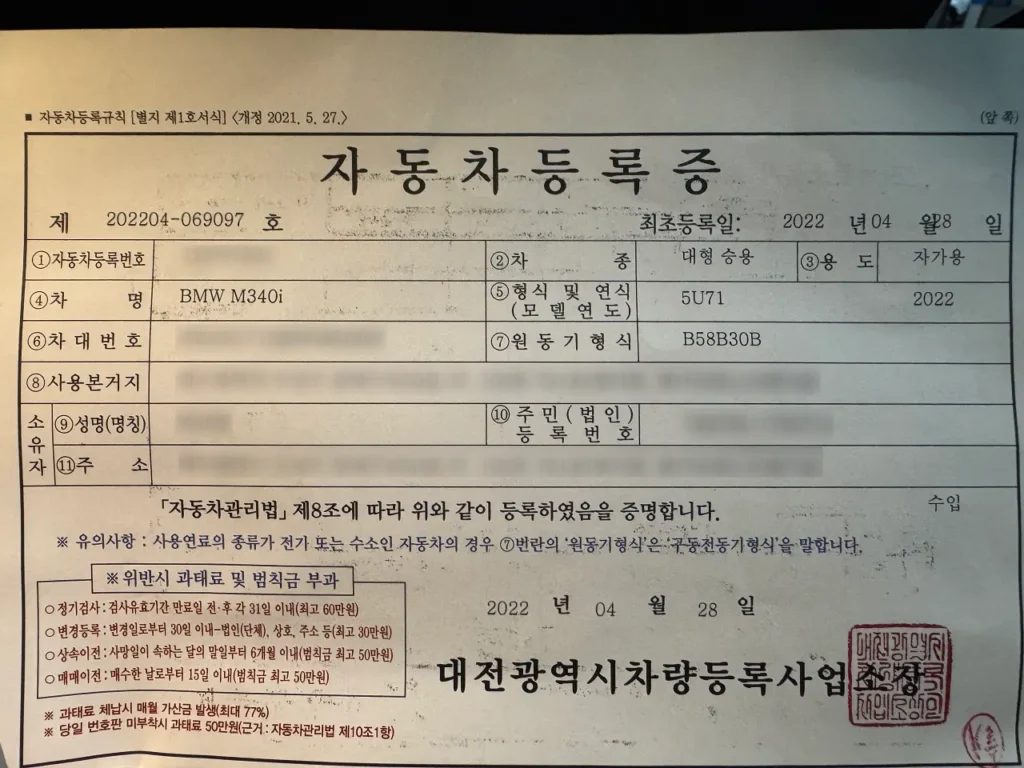 ■ 자동차등록규칙 [별지 제1호서식] <개정 2021. 5. 27.> (앞 쪽)
자 동 차 등 록 증
제 202204-069097 호 최초등록일: 2022 년 04 월 28 일
①자동차등록번호 ②차 종 대형 승용 ③용 도 자가용
④차 명 BMW M340i ⑤형식 및 연식 (모델연도) 5U71 2022
⑥차대번호 ⑦원동기형식 B58B30B
⑧사용본거지
소유자 ⑨성명(명칭) ⑩주민(법인)등록번호
⑪주 소
「자동차관리법」 제8조에 따라 위와 같이 등록하였음을 증명합니다. 수입
※ 유의사항 : 사용연료의 종류가 전기 또는 수소인 자동차의 경우 ⑦번란의 '원동기형식'은 '구동전동기형식'을 말합니다.
※위반시 과태료 및 범칙금 부과
○정기검사 : 검사유효기간 만료일 전·후 각 31일 이내(최고 60만원)
○변경등록 : 변경일로부터 30일 이내-법인(단체), 상호, 주소 등(최고 30만원)
○상속이전 : 사망일이 속하는 달의 말일부터 6개월 이내(범칙금 최고 50만원)
○매매이전 : 매수한 날로부터 15일 이내(범칙금 최고 50만원)
※ 과태료 체납시 매월 가산금 발생(최대 77%)
※ 당일 번호판 미부착시 과태료 50만원(근거 : 자동차관리법 제10조1항)
2022 년 04 월 28 일
대전광역시차량등록사업소장